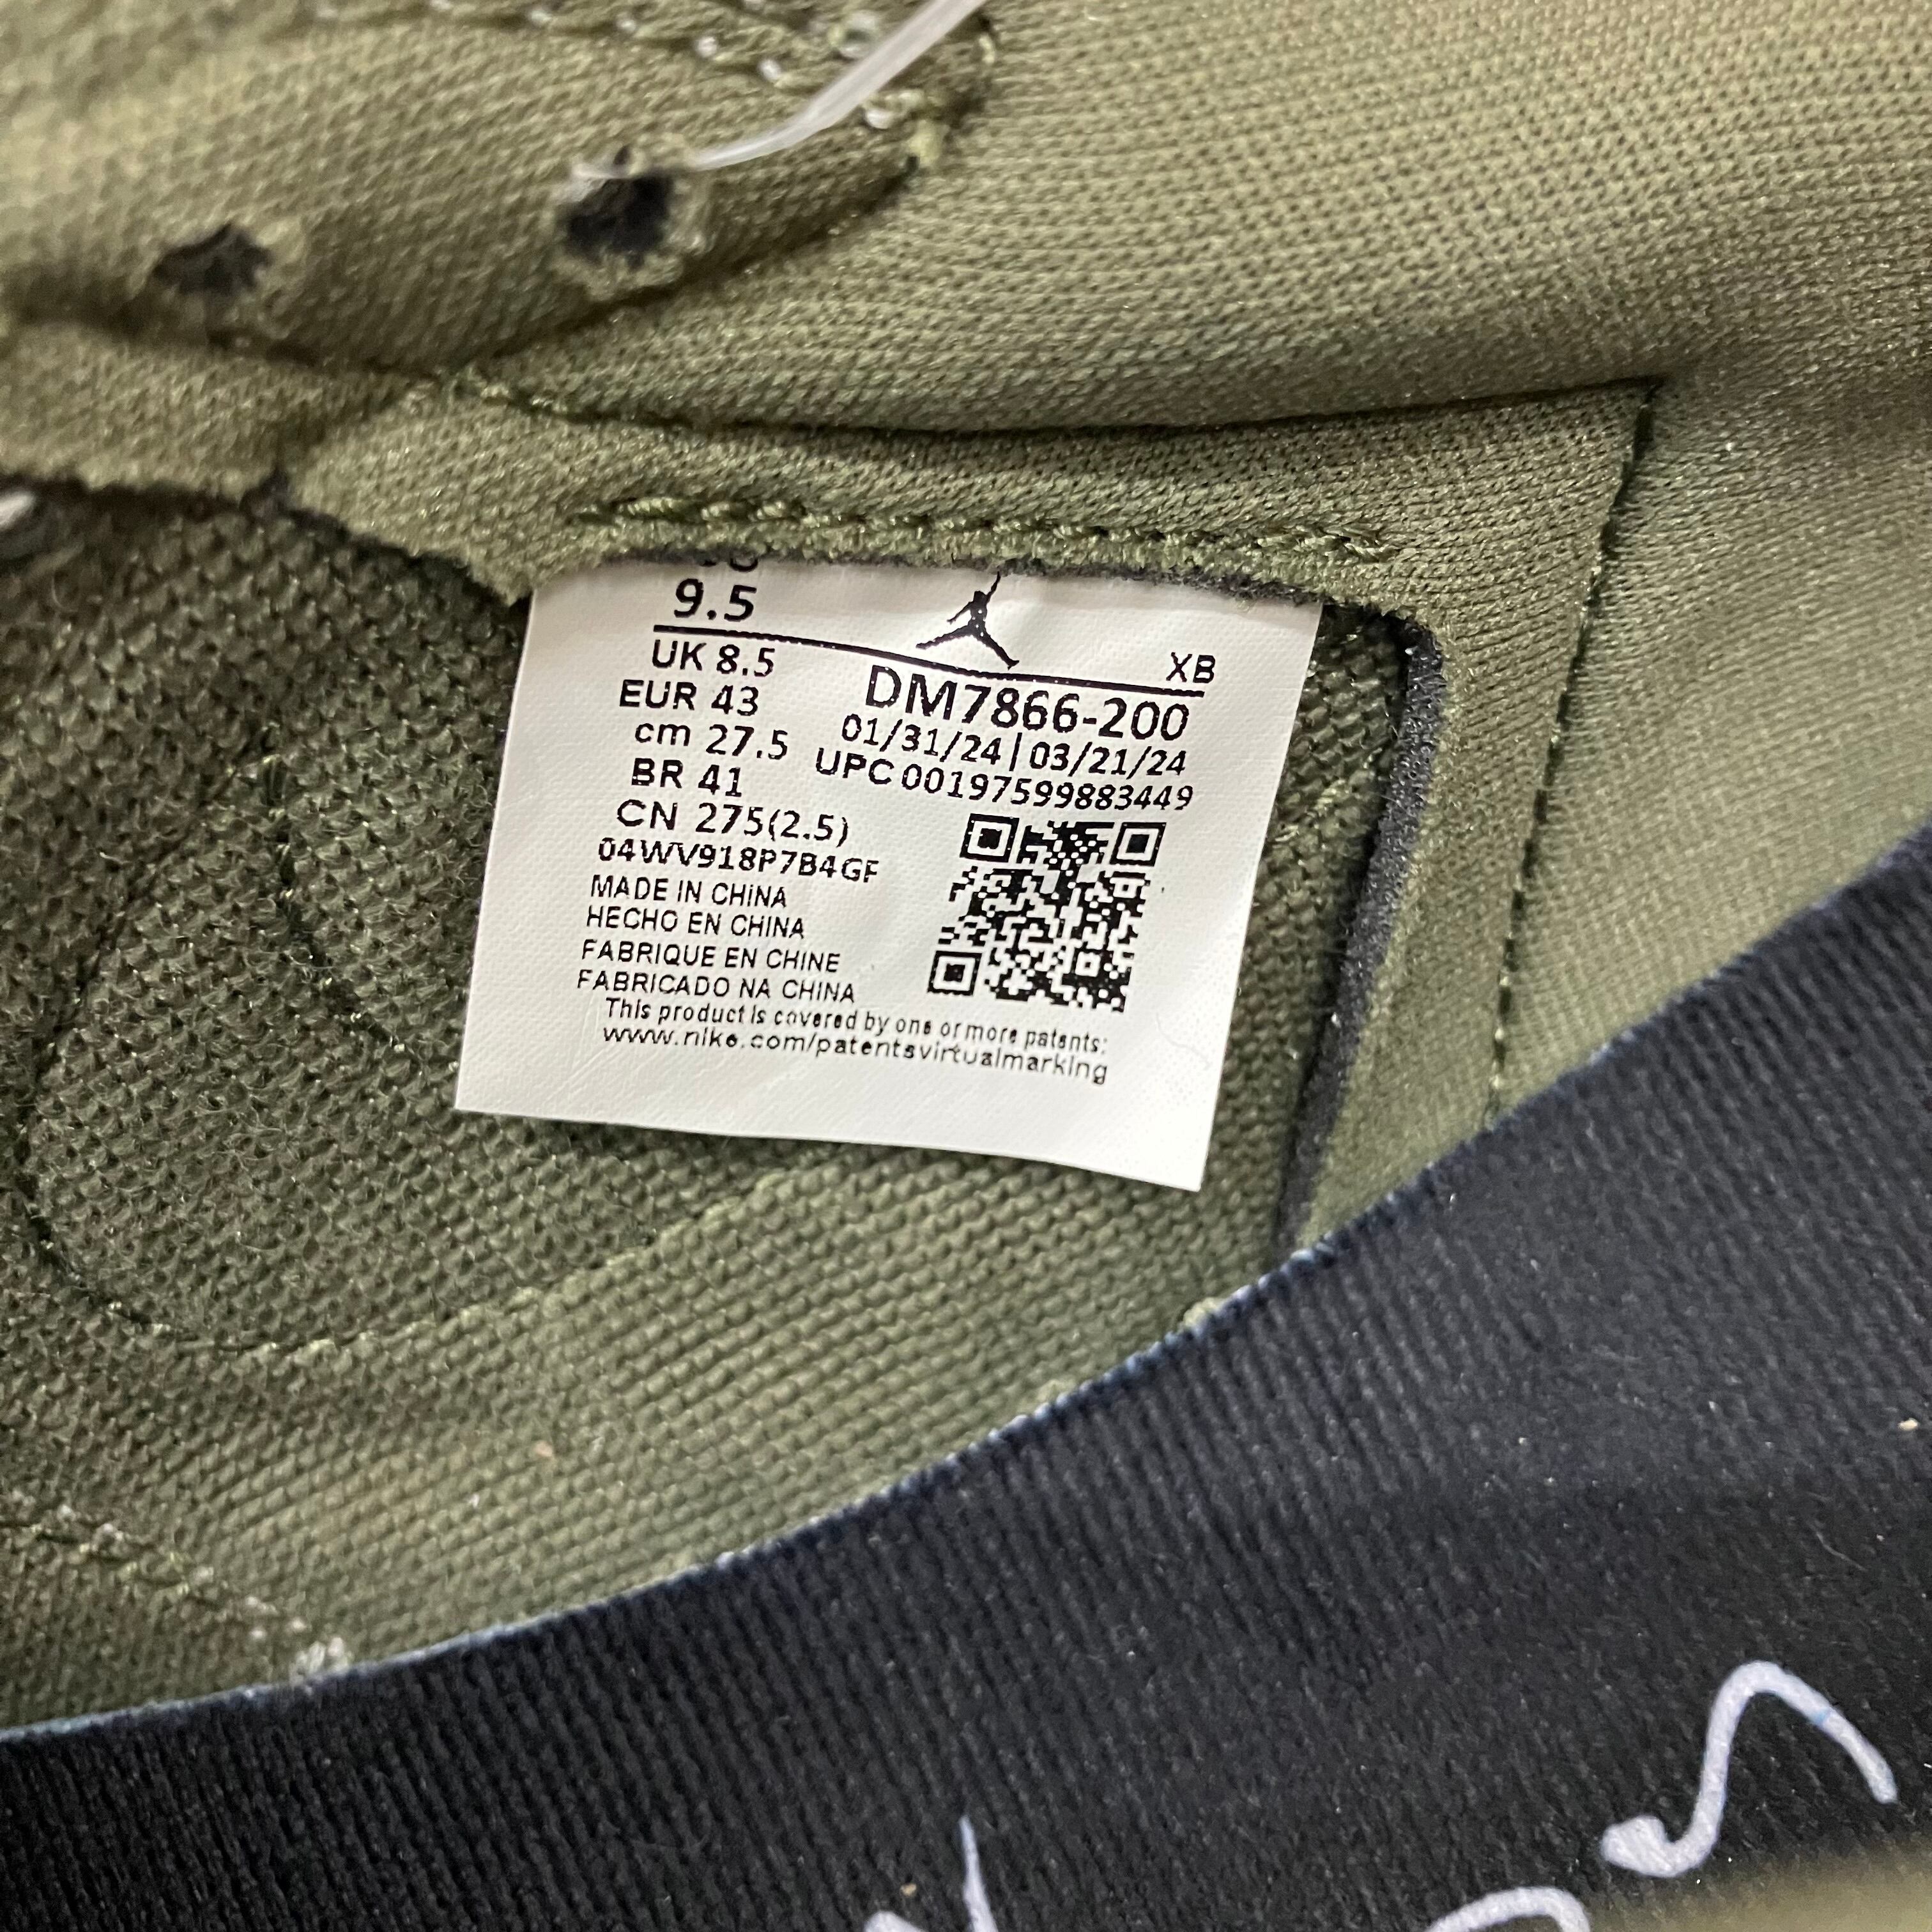 9.5
XB
UK 8.5
DM7866-200
EUR 43
01/31/24|03/21/24
cm 27.5
UPC 00197599883449
BR 41
CN 275(2.5)
04WV918P7B4GF
MADE IN CHINA
HECHO EN CHINA
FABRIQUE EN CHINE
FABRICADO NA CHINA
This product is covered by one or more patents:
www.nike.com/patentsvirtualmarking